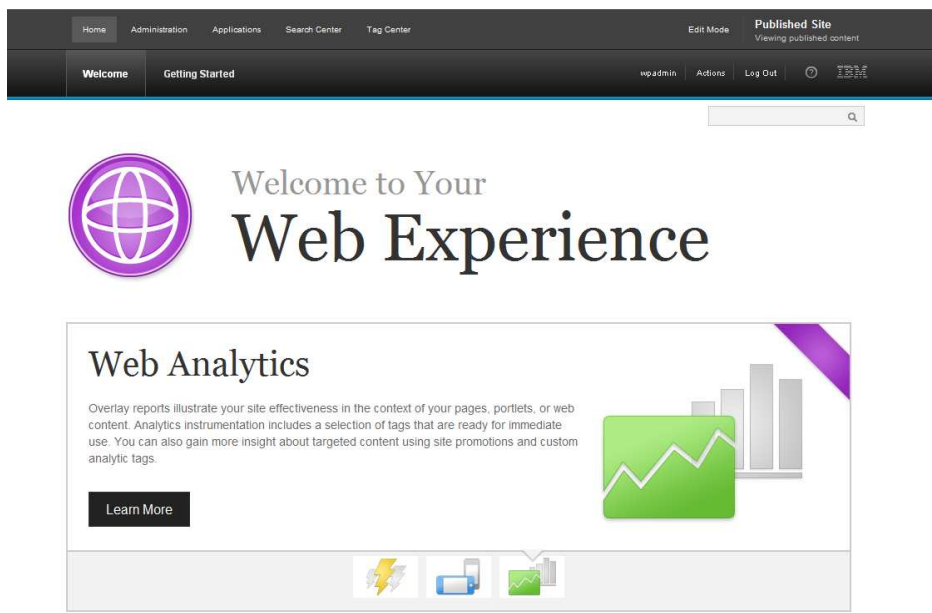 Home Administration Applications Search Center Tag Center Edit Mode Published Site
Viewing published content
Welcome Getting Started wpadmin Actions Log Out ? IBM
Welcome to Your
Web Experience
Web Analytics
Overlay reports illustrate your site effectiveness in the context of your pages, portlets, or web
content. Analytics instrumentation includes a selection of tags that are ready for immediate
use. You can also gain more insight about targeted content using site promotions and custom
analytic tags.
Learn More